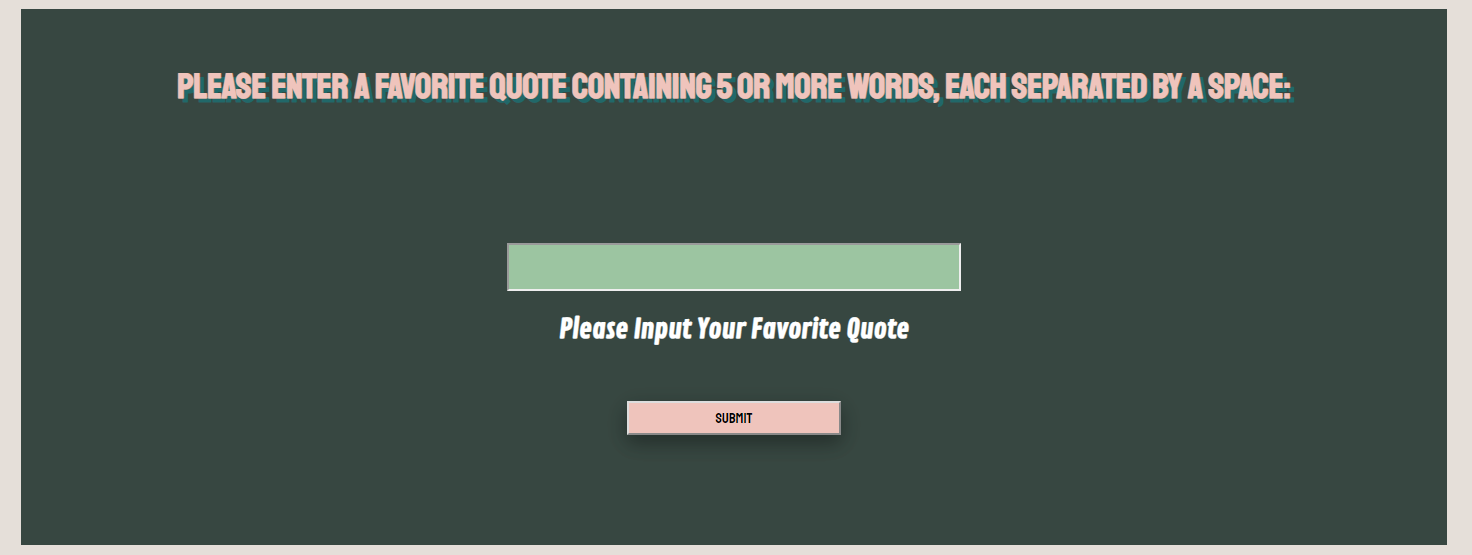 PLEASE ENTER A FAVORITE QUOTE CONTAINING 5 OR MORE WORDS, EACH SEPARATED BY A SPACE:
Please Input Your Favorite Quote
SUBMIT